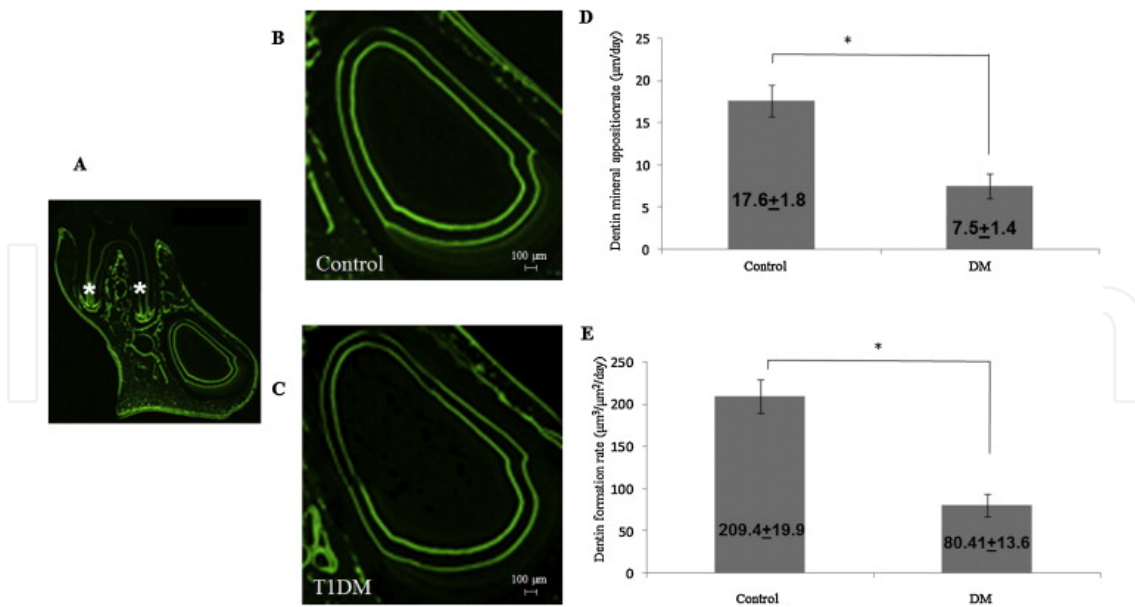 A
*
*
B
Control
100 µm
C
T1DM
100 µm
D
Dentin mineral appositionrate (µm/day)
25
20
15
10
5
0
*
17.6±1.8
7.5±1.4
Control
DM
E
Dentin formation rate (µm³/µm²/day)
250
200
150
100
50
0
*
209.4±19.9
80.41±13.6
Control
DM